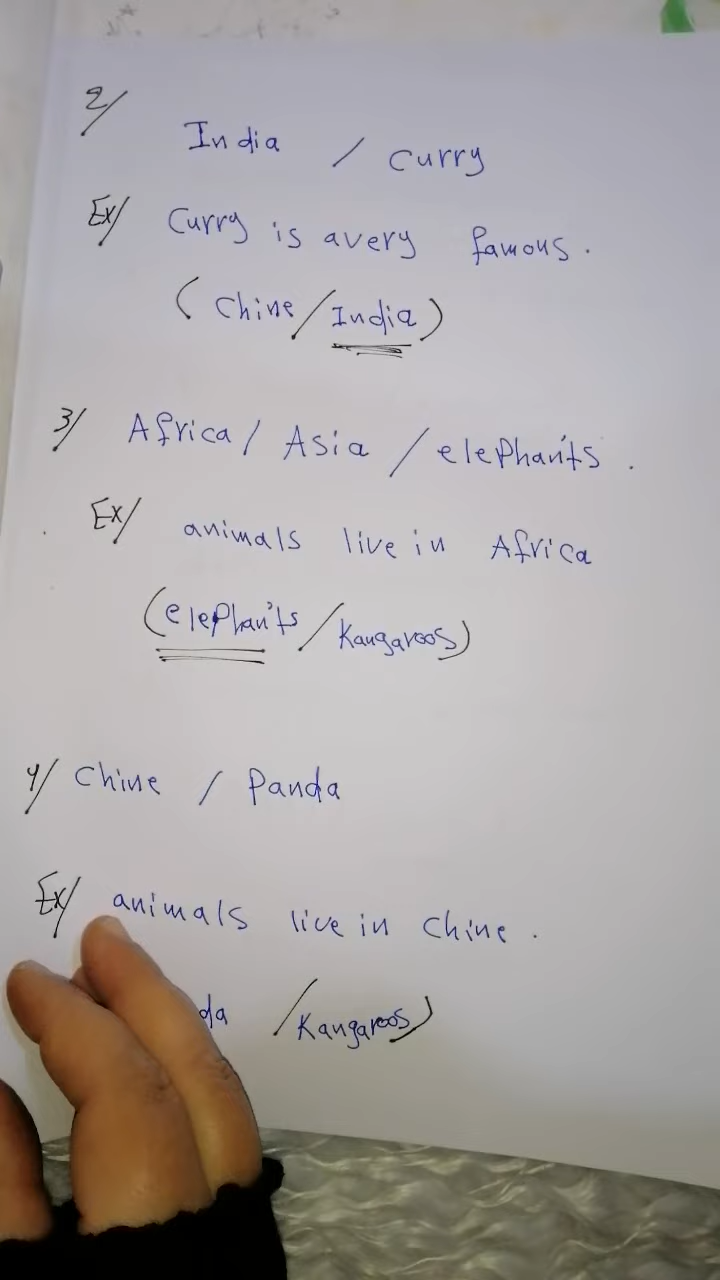 2/
India / Curry
Ex/ Curry is avery famous.
(Chine/India)
3/ Africa/ Asia / elephants.
Ex/ animals live in Africa
(elephants/Kangaroos)
4/ Chine / Panda
Ex/ animals live in Chine.
da /Kangaroos)